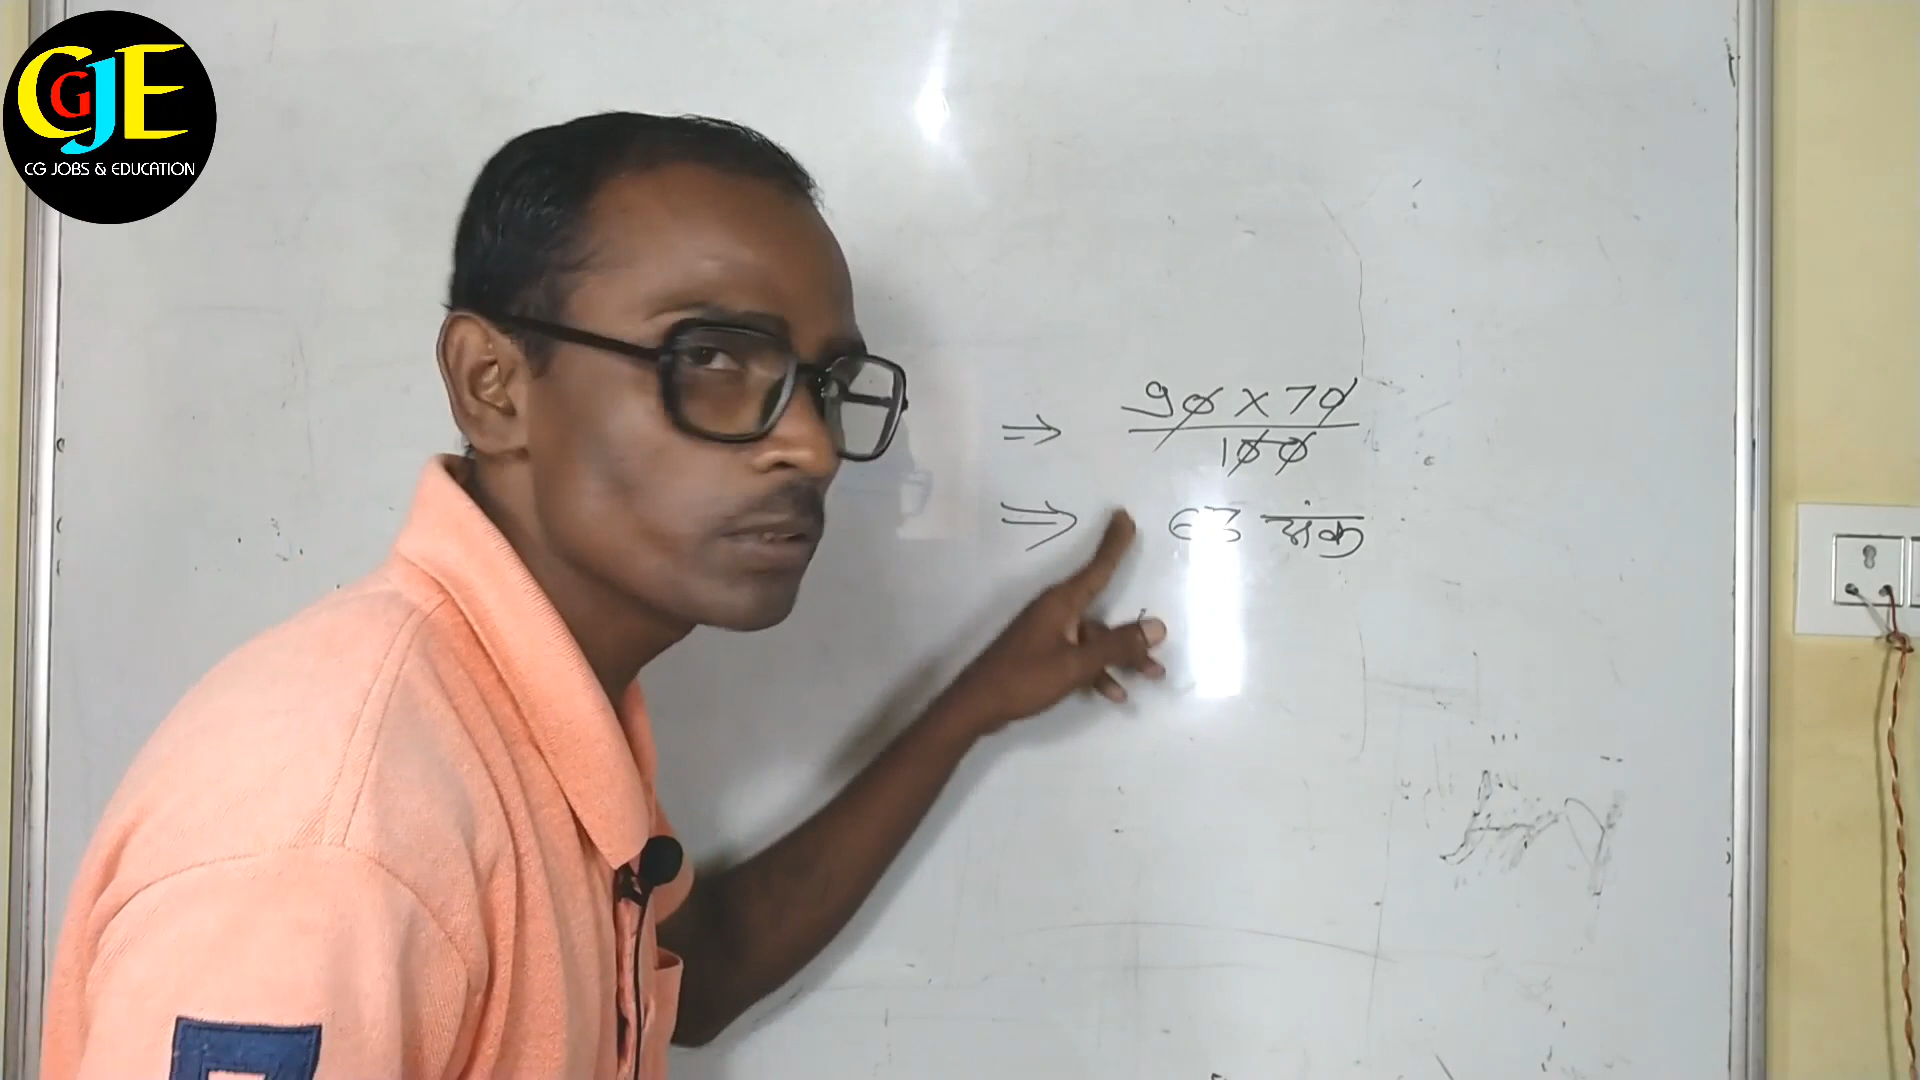 CGJE
CG JOBS & EDUCATION
⇒ 90 x 70
100
⇒ 63 अंक